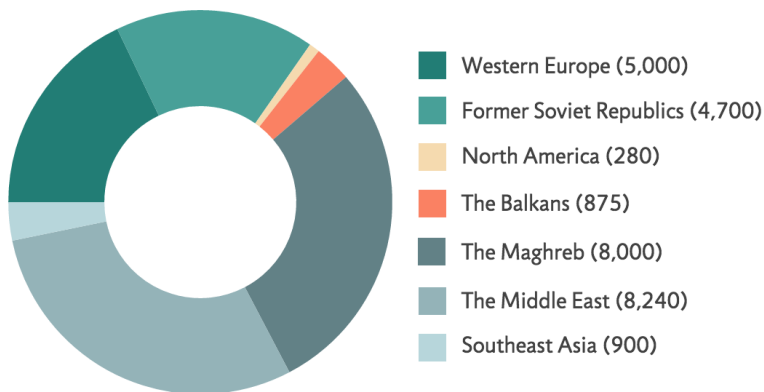 Western Europe (5,000)
Former Soviet Republics (4,700)
North America (280)
The Balkans (875)
The Maghreb (8,000)
The Middle East (8,240)
Southeast Asia (900)